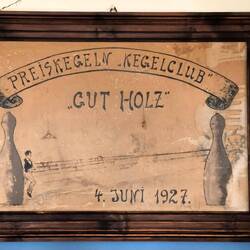 PREISKEGELN „KEGELCLUB"
„GUT HOLZ"
4. JUNI 1927.